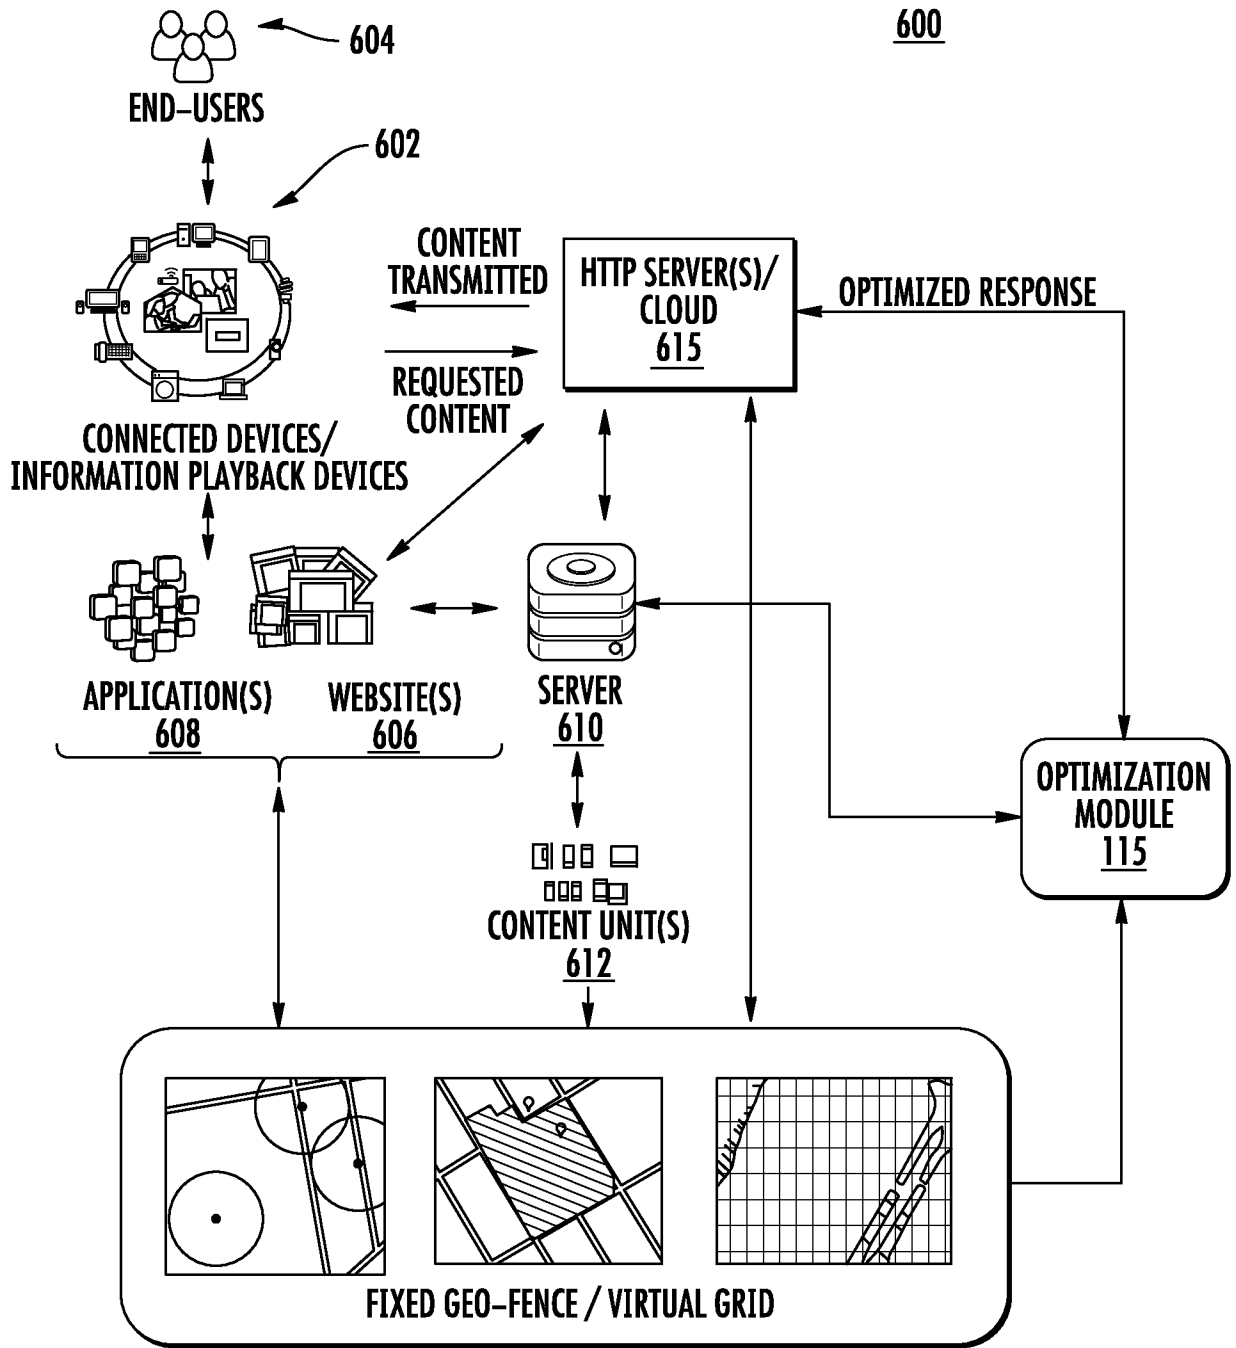 600
604
END-USERS
602
CONTENT
TRANSMITTED
HTTP SERVER(S)/
CLOUD
615
OPTIMIZED RESPONSE
REQUESTED
CONTENT
CONNECTED DEVICES/
INFORMATION PLAYBACK DEVICES
APPLICATION(S)
608
WEBSITE(S)
606
SERVER
610
OPTIMIZATION
MODULE
115
CONTENT UNIT(S)
612
FIXED GEO-FENCE / VIRTUAL GRID